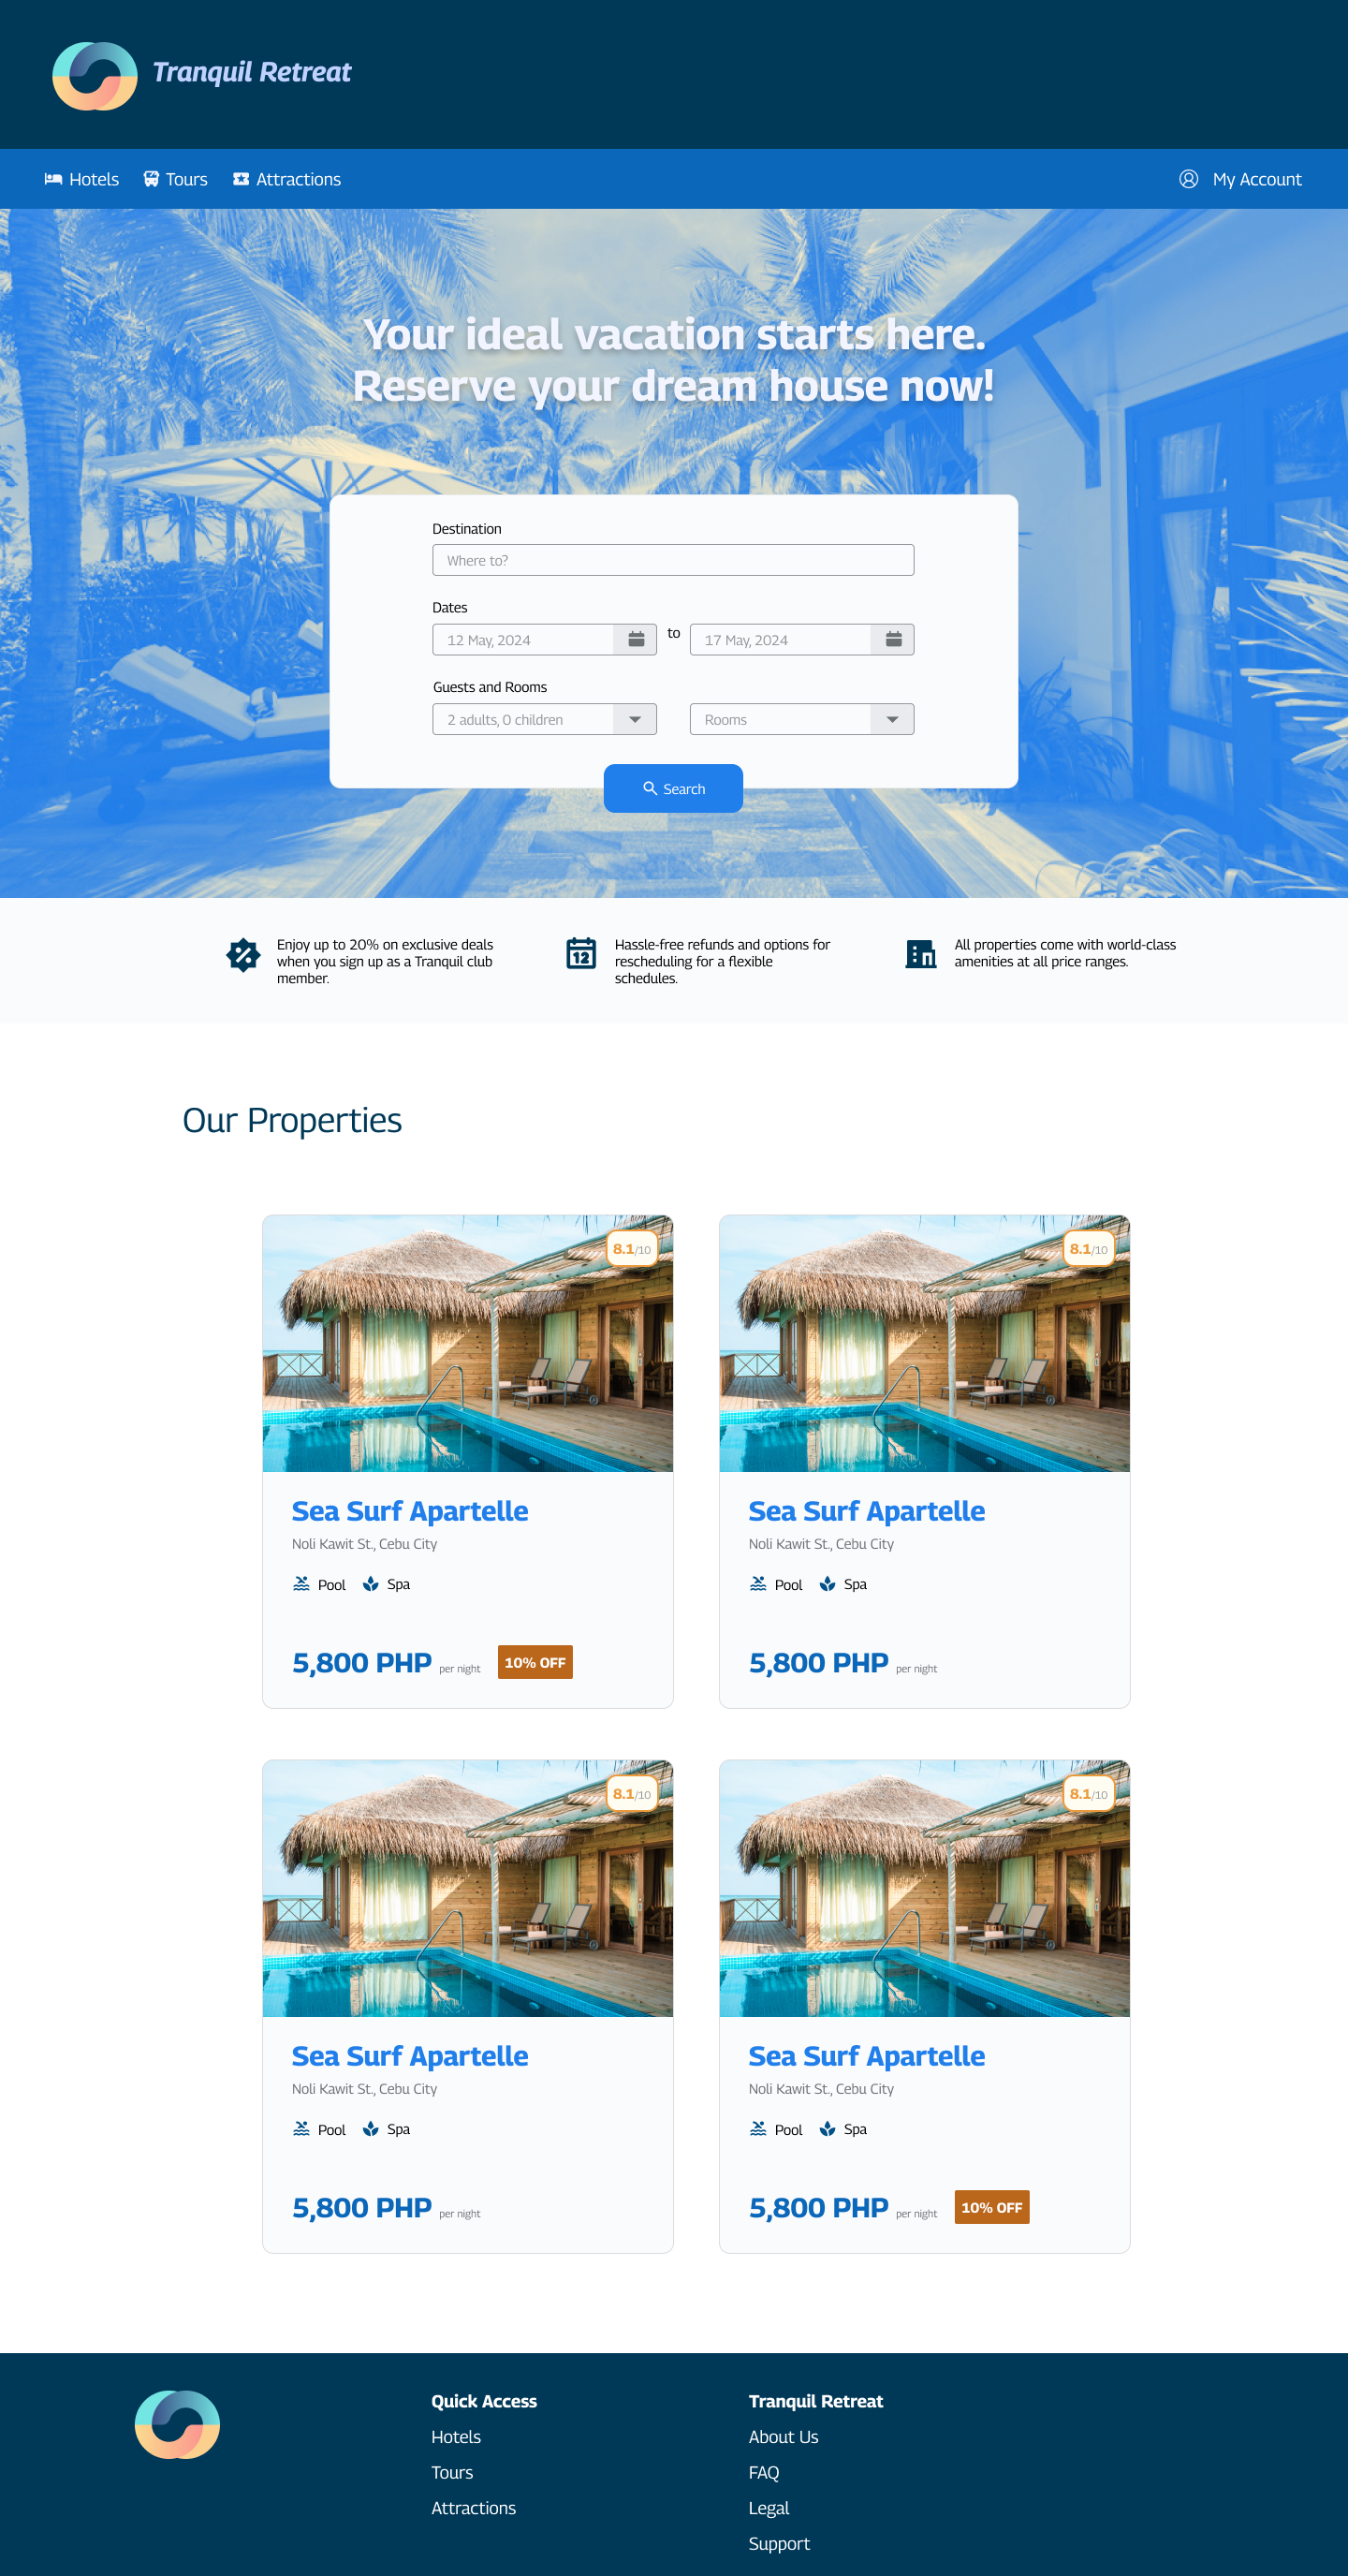 Tranquil Retreat
Hotels
Tours
Attractions
My Account
Your ideal vacation starts here.
Reserve your dream house now!
Destination
Where to?
Dates
12 May, 2024
to
17 May, 2024
Guests and Rooms
2 adults, 0 children
Rooms
Search
Enjoy up to 20% on exclusive deals
when you sign up as a Tranquil club
member.
12
Hassle-free refunds and options for
rescheduling for a flexible
schedules.
All properties come with world-class
amenities at all price ranges.
Our Properties
8.1/10
Sea Surf Apartelle
Noli Kawit St., Cebu City
Pool
Spa
5,800 PHP per night
10% OFF
8.1/10
Sea Surf Apartelle
Noli Kawit St., Cebu City
Pool
Spa
5,800 PHP per night
8.1/10
Sea Surf Apartelle
Noli Kawit St., Cebu City
Pool
Spa
5,800 PHP per night
8.1/10
Sea Surf Apartelle
Noli Kawit St., Cebu City
Pool
Spa
5,800 PHP per night
10% OFF
Quick Access
Hotels
Tours
Attractions
Tranquil Retreat
About Us
FAQ
Legal
Support